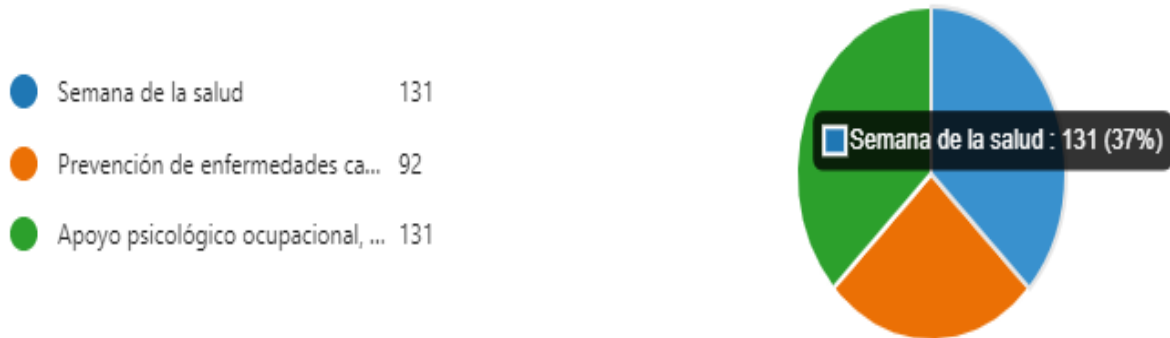 Semana de la salud 131
Prevención de enfermedades ca... 92
Apoyo psicológico ocupacional, ... 131
Semana de la salud : 131 (37%)